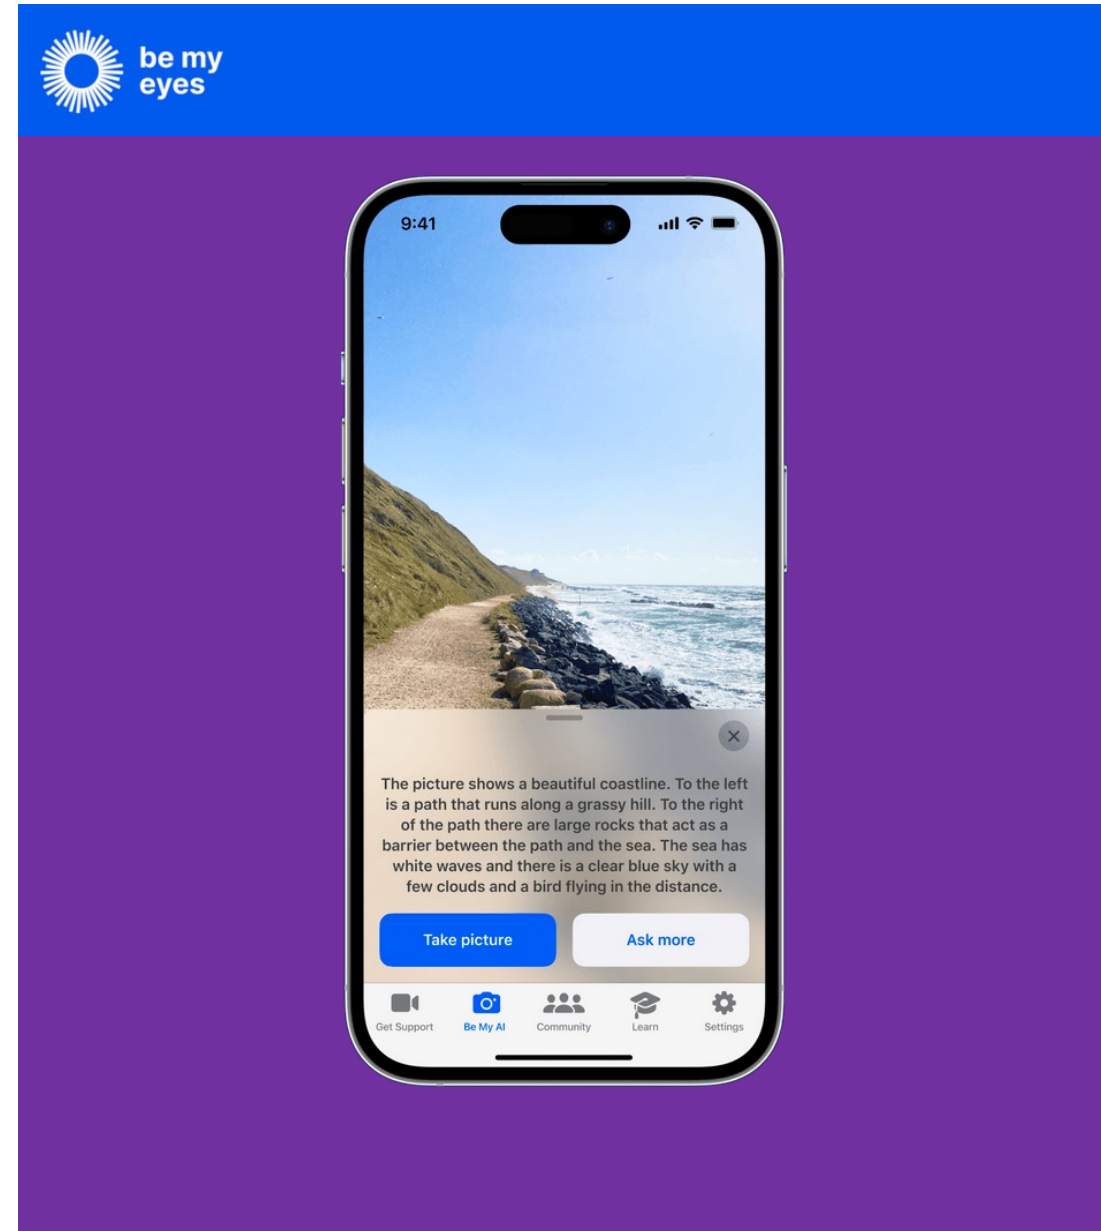 be my
eyes
9:41
The picture shows a beautiful coastline. To the left
is a path that runs along a grassy hill. To the right
of the path there are large rocks that act as a
barrier between the path and the sea. The sea has
white waves and there is a clear blue sky with a
few clouds and a bird flying in the distance.
Take picture
Ask more
Get Support
Be My AI
Community
Learn
Settings